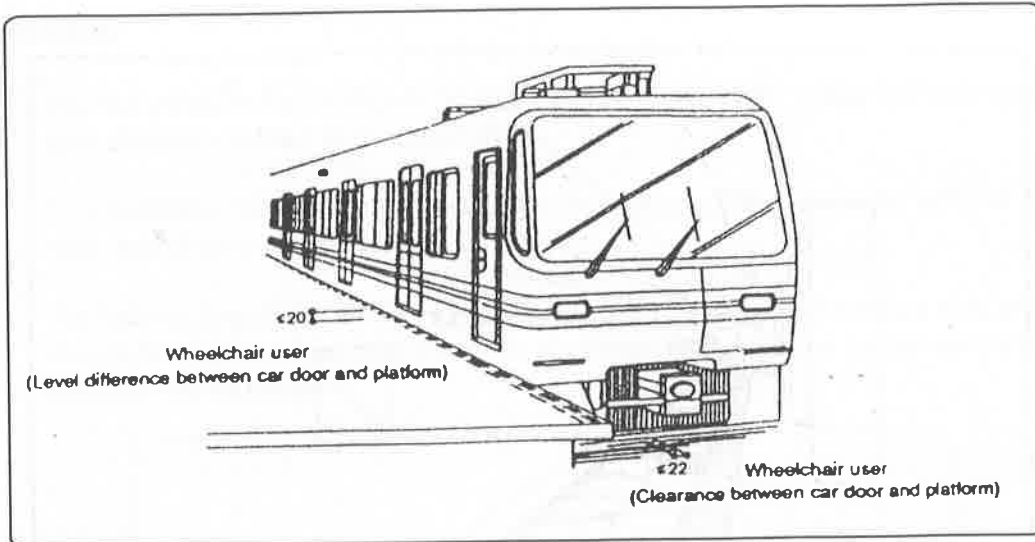 ≤20
Wheelchair user
(Level difference between car door and platform)
≤22
Wheelchair user
(Clearance between car door and platform)